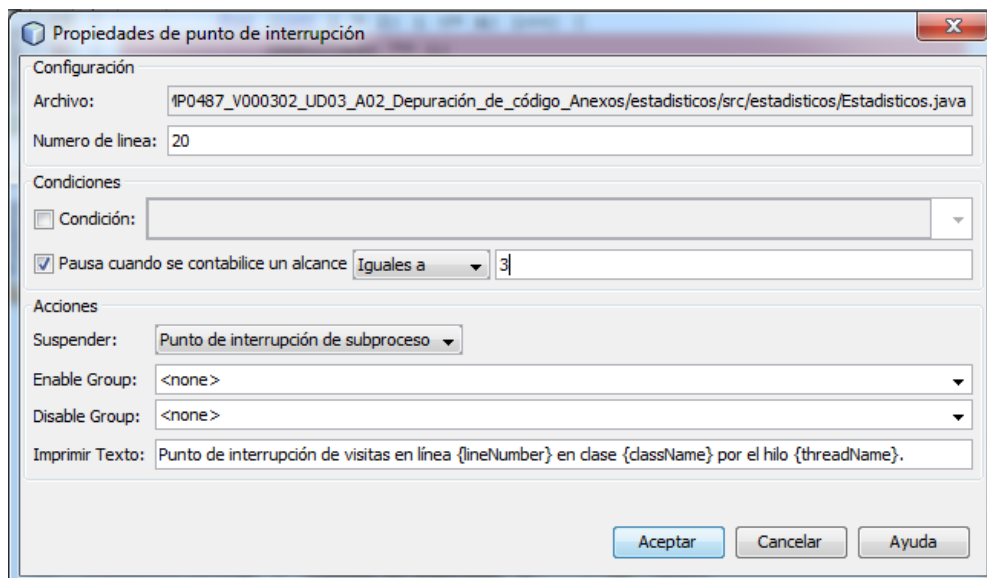 Propiedades de punto de interrupción
Configuración
Archivo: MP0487_V000302_UD03_A02_Depuración_de_código_Anexos/estadisticos/src/estadisticos/Estadisticos.java
Numero de linea: 20
Condiciones
Condición:
Pausa cuando se contabilice un alcance Iguales a 3
Acciones
Suspender: Punto de interrupción de subproceso
Enable Group: <none>
Disable Group: <none>
Imprimir Texto: Punto de interrupción de visitas en línea {lineNumber} en clase {className} por el hilo {threadName}.
Aceptar Cancelar Ayuda